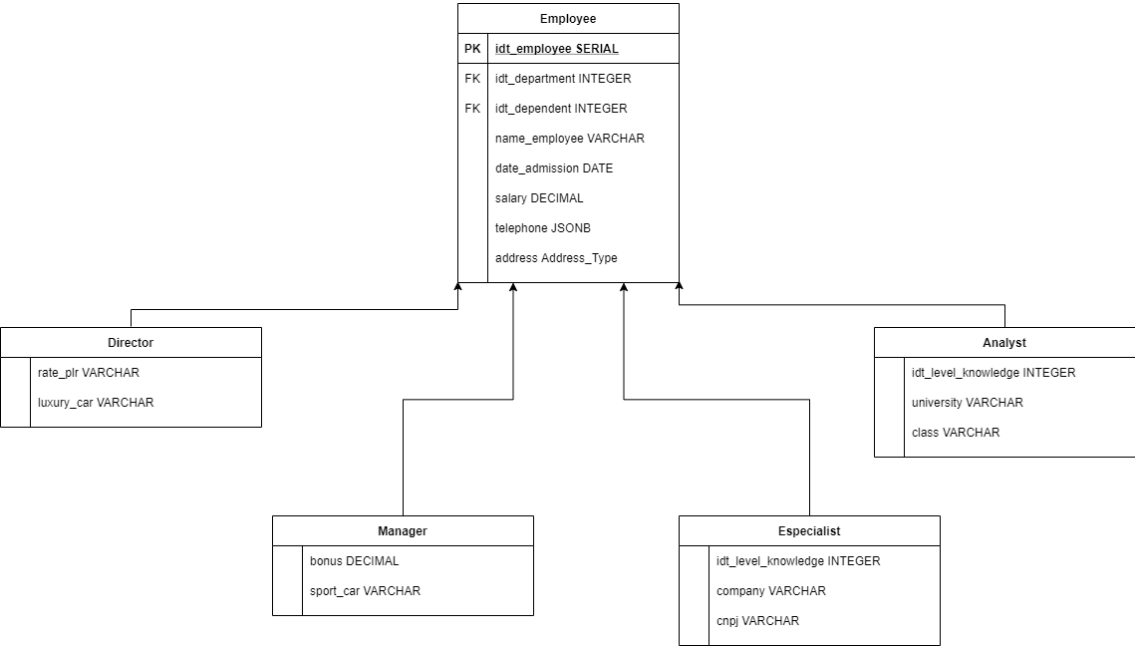 Employee
PK idt_employee SERIAL
FK idt_department INTEGER
FK idt_dependent INTEGER
name_employee VARCHAR
date_admission DATE
salary DECIMAL
telephone JSONB
address Address_Type
Director
rate_plr VARCHAR
luxury_car VARCHAR
Analyst
idt_level_knowledge INTEGER
university VARCHAR
class VARCHAR
Manager
bonus DECIMAL
sport_car VARCHAR
Especialist
idt_level_knowledge INTEGER
company VARCHAR
cnpj VARCHAR